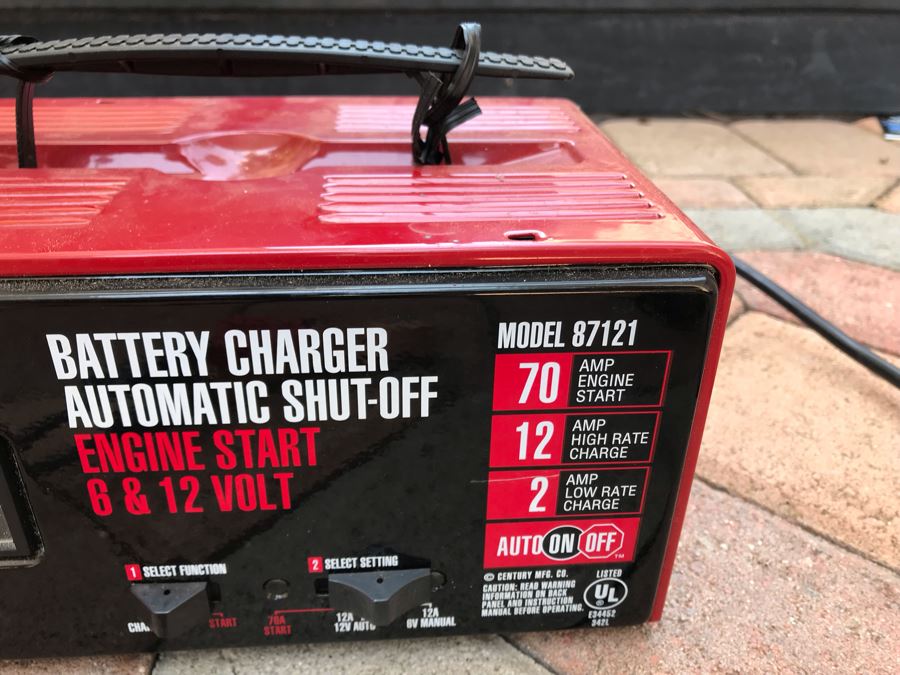 BATTERY CHARGER
AUTOMATIC SHUT-OFF
ENGINE START
6 & 12 VOLT
MODEL 87121
70 AMP ENGINE START
12 AMP HIGH RATE CHARGE
2 AMP LOW RATE CHARGE
AUTO ON OFF TM
1 SELECT FUNCTION
START
2 SELECT SETTING
70A
START
12A
12V AUTO
12A
6V MANUAL
© CENTURY MFG. CO.
CAUTION: READ WARNING
INFORMATION ON BACK
PANEL AND INSTRUCTION
MANUAL BEFORE OPERATING.
LISTED
UL
E34452
342L